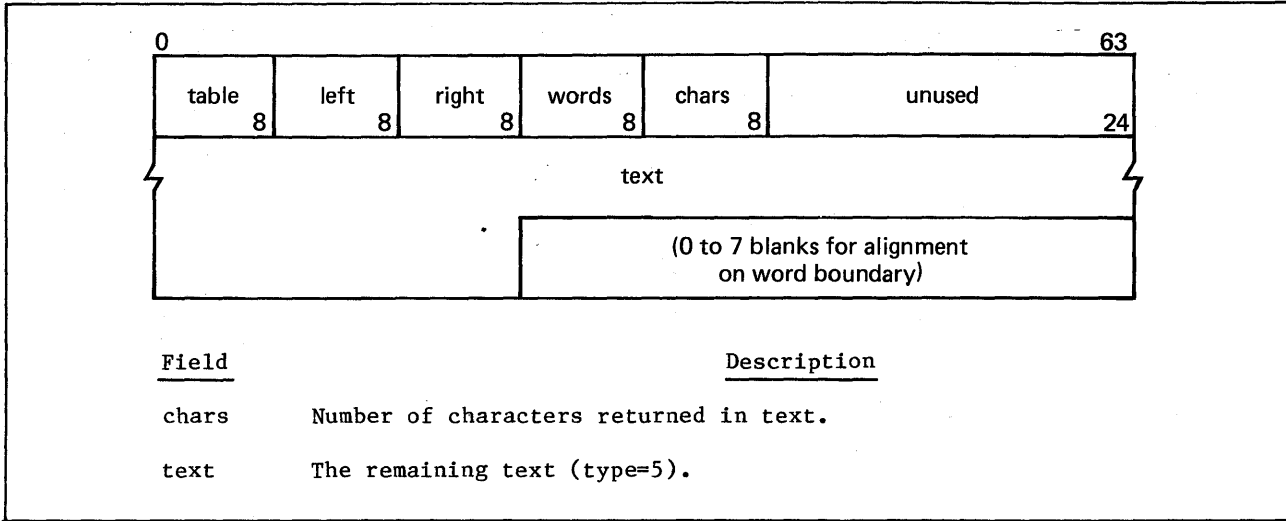 0 63
table left right words chars unused
8 8 8 8 8 24
text
(0 to 7 blanks for alignment
on word boundary)
Field Description
chars Number of characters returned in text.
text The remaining text (type=5).